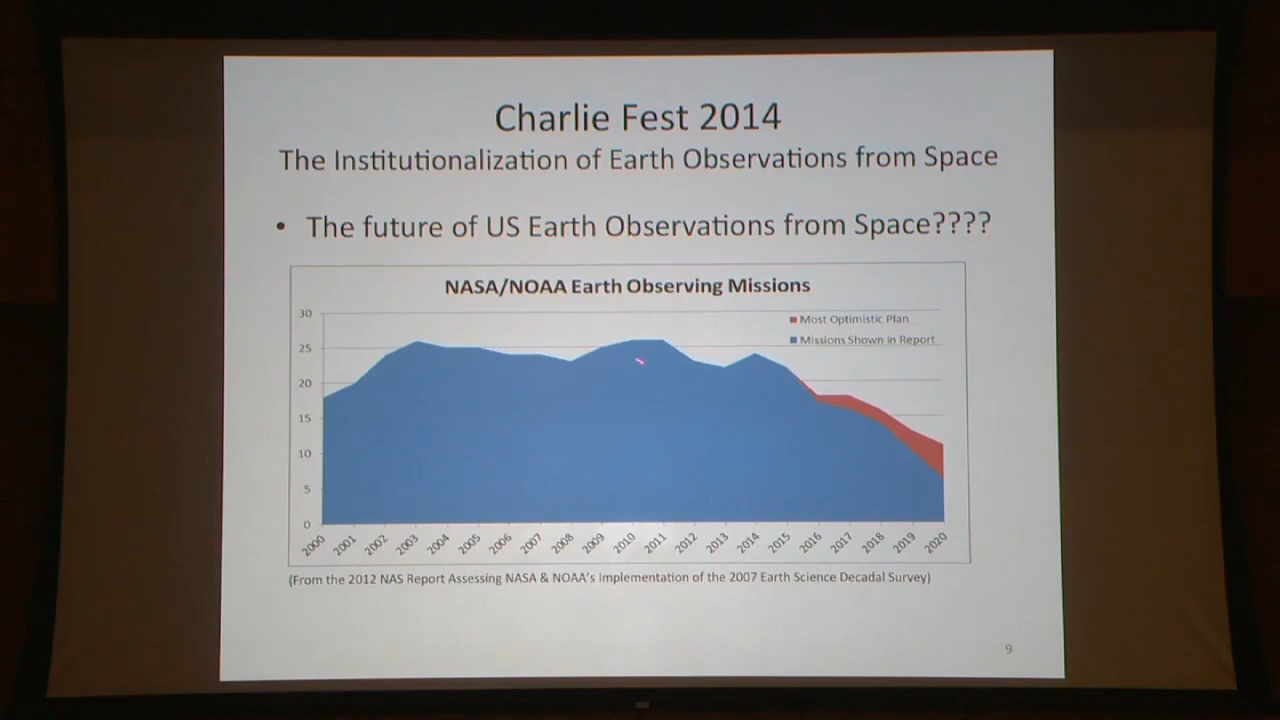 Charlie Fest 2014
The Institutionalization of Earth Observations from Space
• The future of US Earth Observations from Space????
NASA/NOAA Earth Observing Missions
30
25
20
15
10
5
0
Most Optimistic Plan
Missions Shown in Report
2000 2001 2002 2003 2004 2005 2006 2007 2008 2009 2010 2011 2012 2013 2014 2015 2016 2017 2018 2019 2020
(From the 2012 NAS Report Assessing NASA & NOAA's Implementation of the 2007 Earth Science Decadal Survey)
9